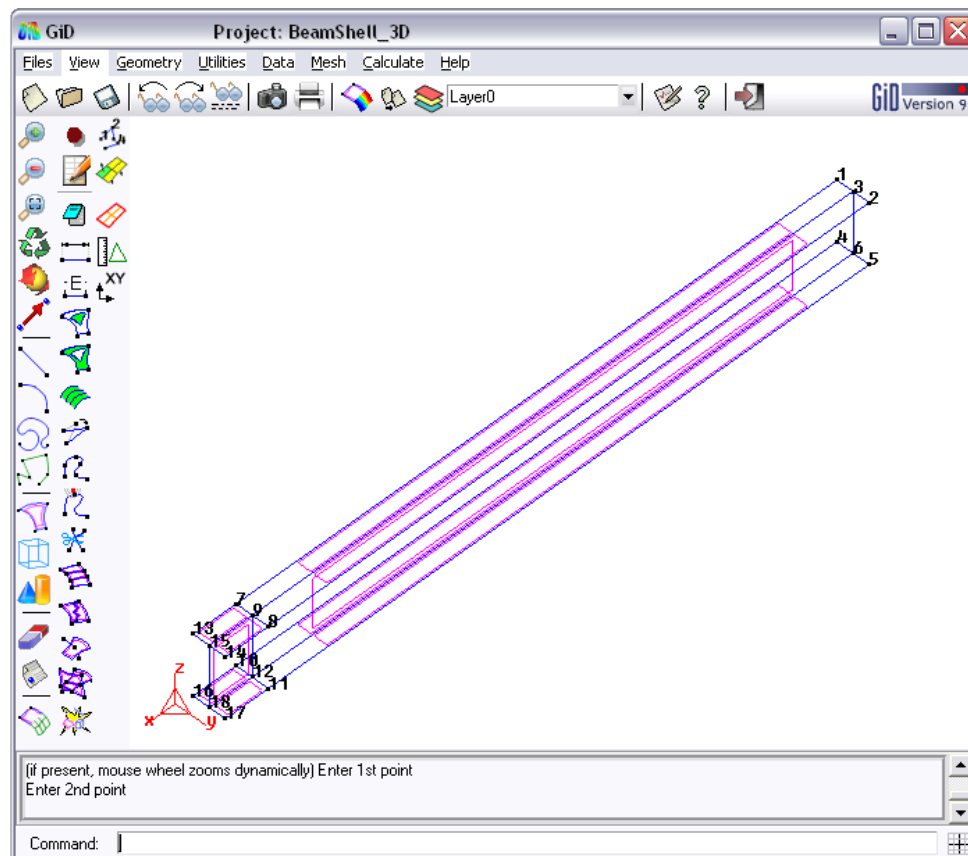 GiD Project: BeamShell_3D
Files View Geometry Utilities Data Mesh Calculate Help
Layer0
GiD Version 9
E
XY
1
3
2
4
6
5
7
9
8
13
15
14
10
12
11
16
18
17
z
x
y
(if present, mouse wheel zooms dynamically) Enter 1st point
Enter 2nd point
Command: